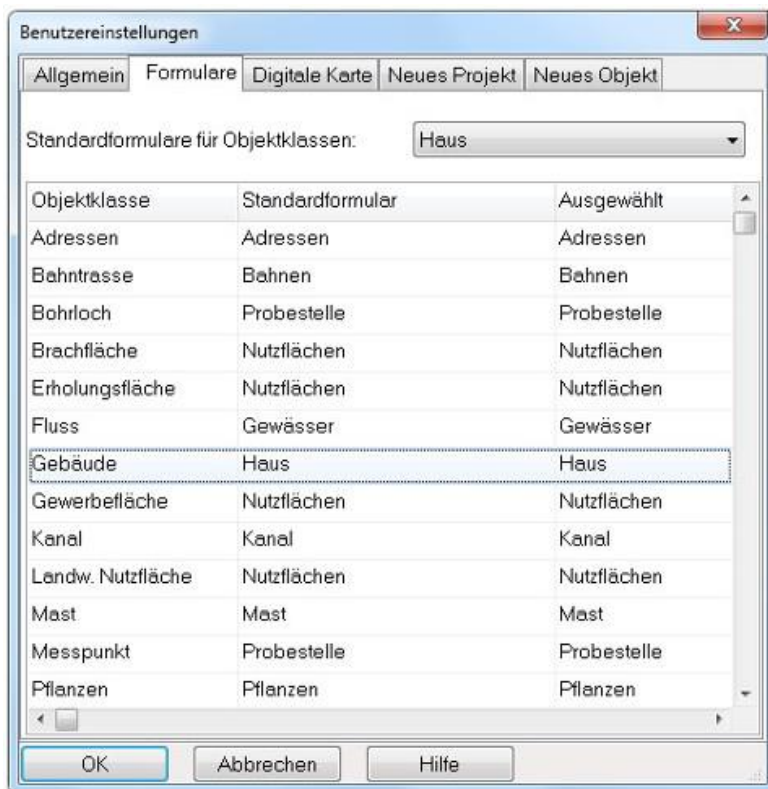 Benutzereinstellungen
Allgemein Formulare Digitale Karte Neues Projekt Neues Objekt
Standardformulare für Objektklassen: Haus
Objektklasse Standardformular Ausgewählt
Adressen Adressen Adressen
Bahntrasse Bahnen Bahnen
Bohrloch Probestelle Probestelle
Brachfläche Nutzflächen Nutzflächen
Erholungsfläche Nutzflächen Nutzflächen
Fluss Gewässer Gewässer
Gebäude Haus Haus
Gewerbefläche Nutzflächen Nutzflächen
Kanal Kanal Kanal
Landw. Nutzfläche Nutzflächen Nutzflächen
Mast Mast Mast
Messpunkt Probestelle Probestelle
Pflanzen Pflanzen Pflanzen
OK Abbrechen Hilfe